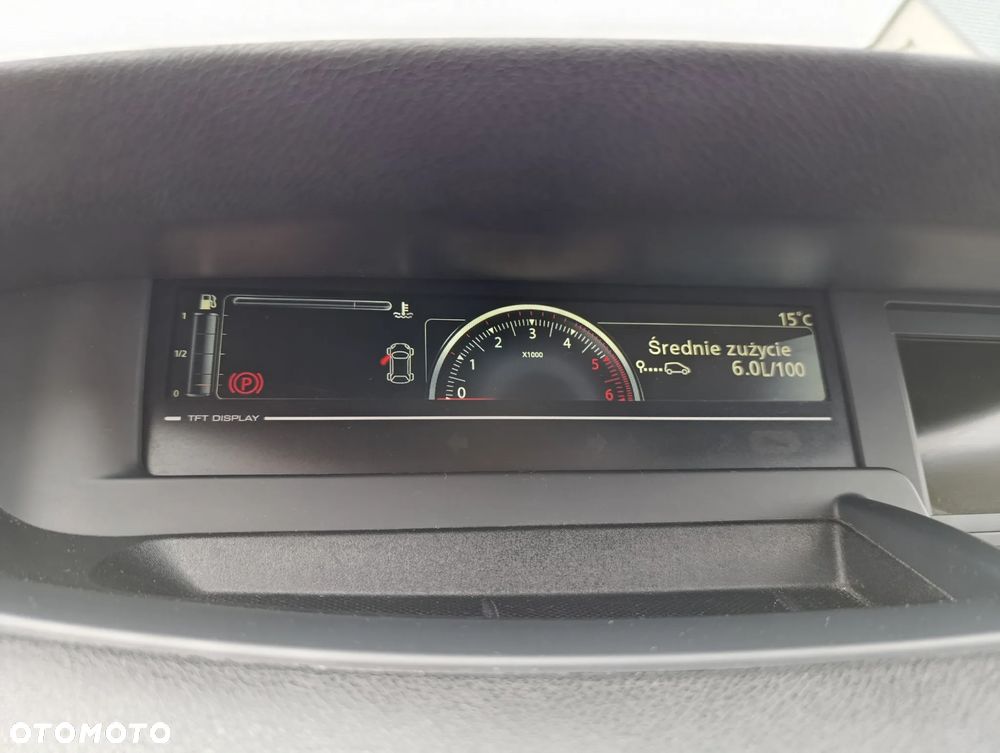 1
1/2
0
P
0
1
2
3
4
5
6
X1000
15°C
Średnie zużycie
6.0L/100
TFT DISPLAY
OTOMOTO